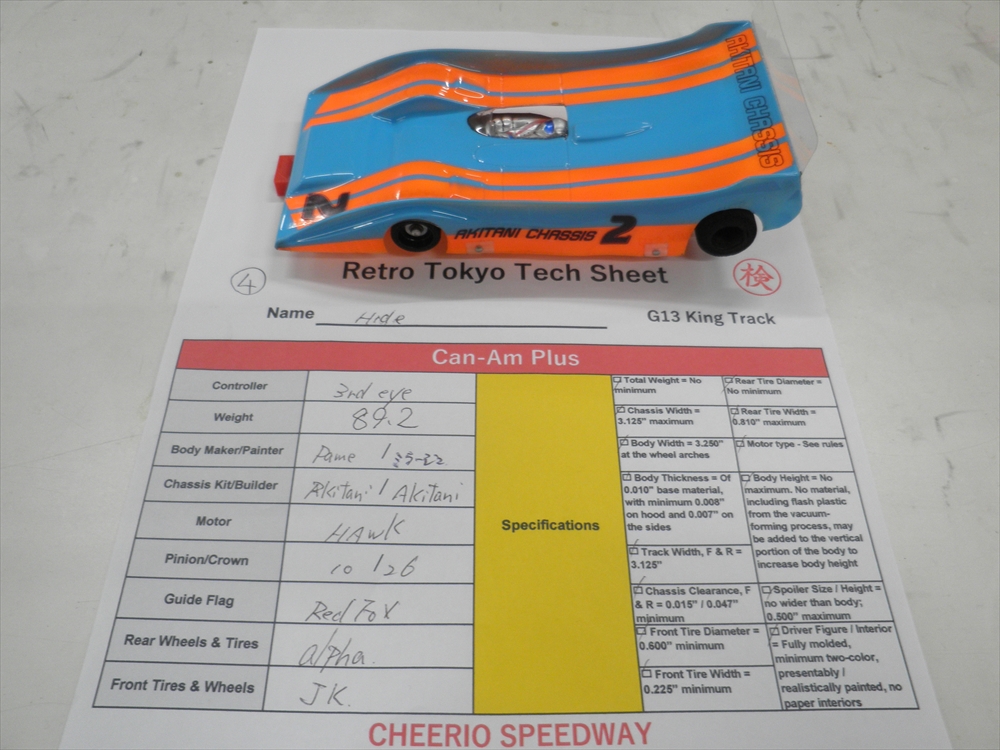 AKITANI CHASSIS
2
AKITANI CHASSIS 2
Retro Tokyo Tech Sheet
4
検
Name Hide
G13 King Track
Can-Am Plus
Controller 3rd eye
Weight 89.2
Body Maker/Painter Pame /
Chassis Kit/Builder Akitani / Akitani
Motor HAWK
Pinion/Crown 10 / 26
Guide Flag Red Fox
Rear Wheels & Tires alpha.
Front Tires & Wheels JK.
Specifications
Total Weight = No
minimum
Chassis Width =
3.125" maximum
Body Width = 3.250"
at the wheel arches
Body Thickness = Of
0.010" base material,
with minimum 0.008"
on hood and 0.007" on
the sides
Track Width, F & R =
3.125"
Chassis Clearance, F
& R = 0.015" / 0.047"
minimum
Front Tire Diameter =
0.600" minimum
Front Tire Width =
0.225" minimum
Rear Tire Diameter =
No minimum
Rear Tire Width =
0.810" maximum
Motor type - See rules
Body Height = No
maximum. No material,
including flash plastic
from the vacuum-
forming process, may
be added to the vertical
portion of the body to
increase body height
Spoiler Size / Height =
no wider than body;
0.500" maximum
Driver Figure / Interior
= Fully molded,
minimum two-color,
presentably /
realistically painted, no
paper interiors
CHEERIO SPEEDWAY